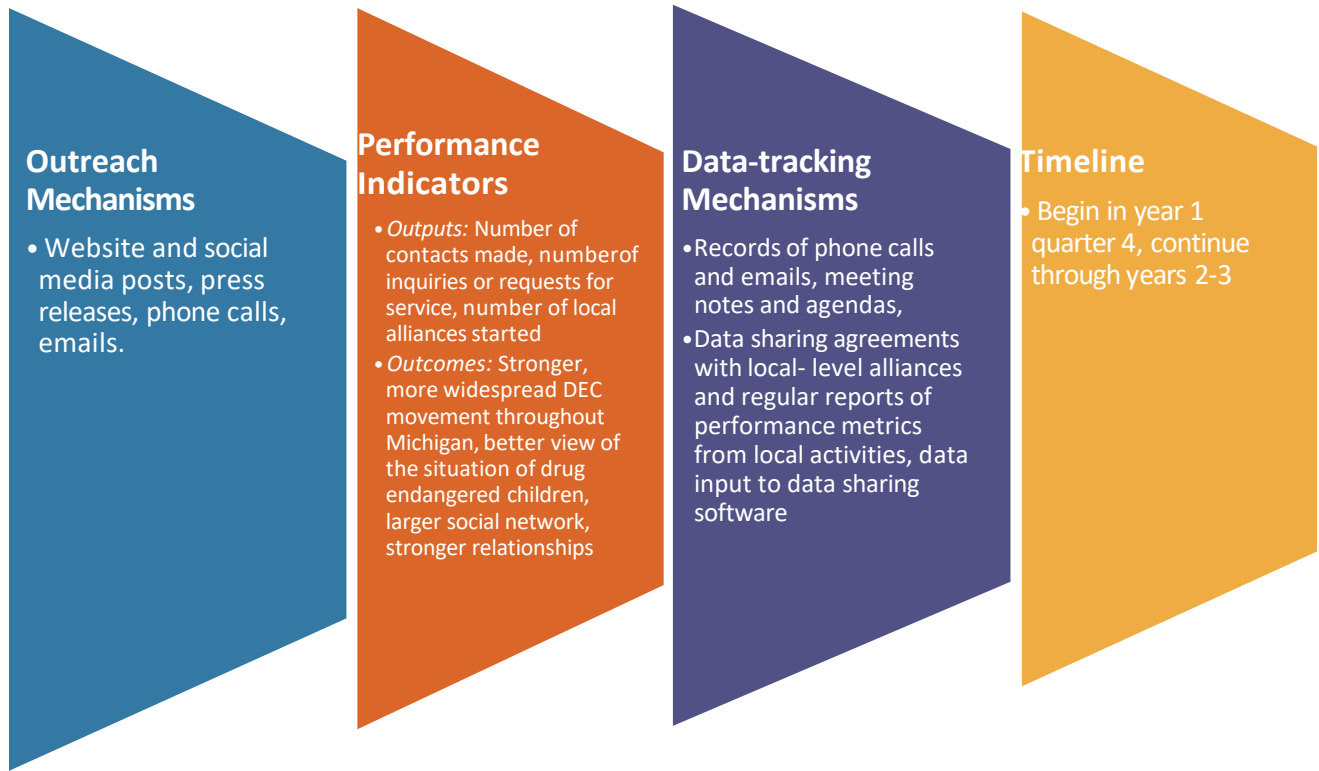 Outreach
Mechanisms
• Website and social
media posts, press
releases, phone calls,
emails.
Performance
Indicators
• Outputs: Number of
contacts made, numberof
inquiries or requests for
service, number of local
alliances started
• Outcomes: Stronger,
more widespread DEC
movement throughout
Michigan, better view of
the situation of drug
endangered children,
larger social network,
stronger relationships
Data-tracking
Mechanisms
•Records of phone calls
and emails, meeting
notes and agendas,
•Data sharing agreements
with local- level alliances
and regular reports of
performance metrics
from local activities, data
input to data sharing
software
Timeline
• Begin in year 1
quarter 4, continue
through years 2-3